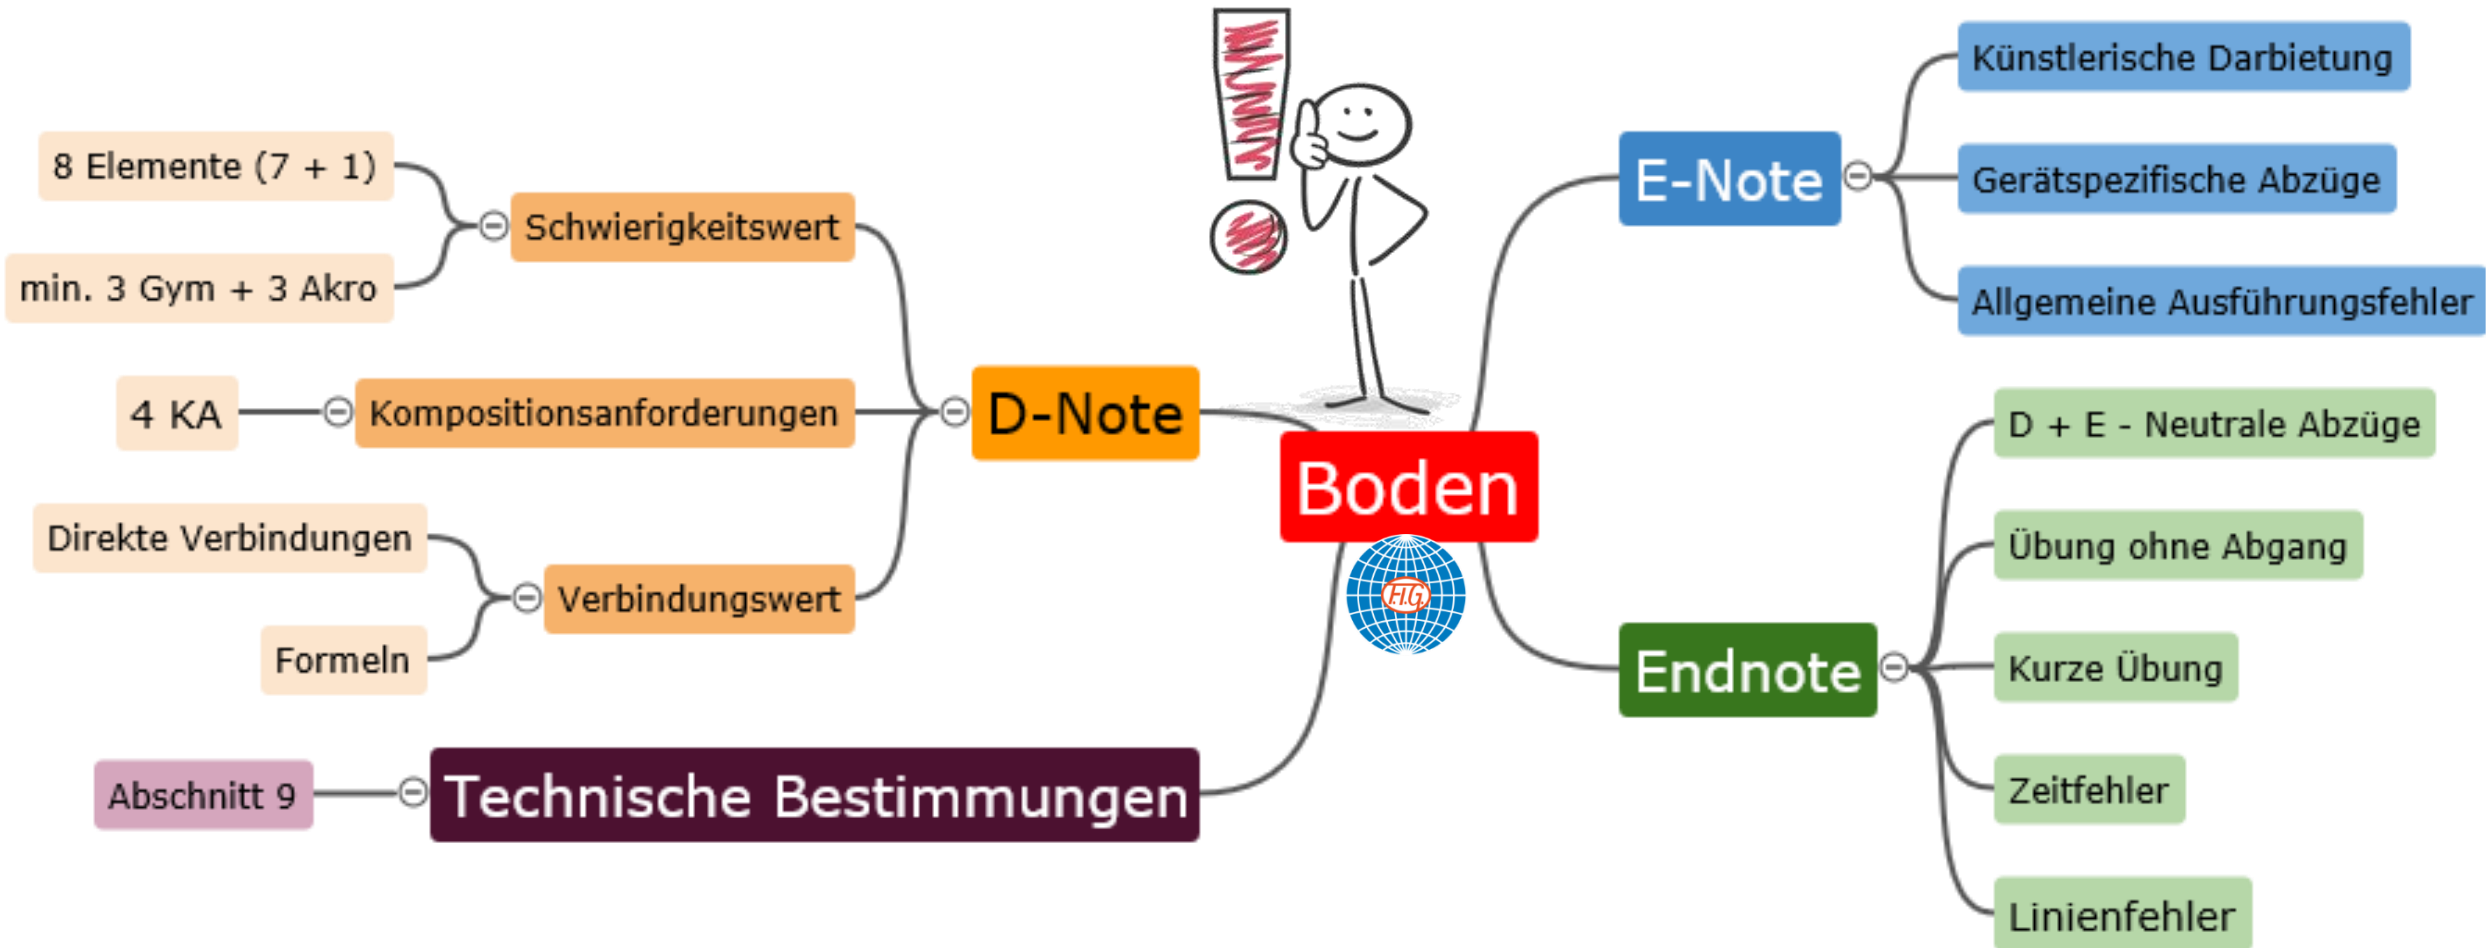 Boden
F.I.G.
D-Note
Schwierigkeitswert
8 Elemente (7 + 1)
min. 3 Gym + 3 Akro
Kompositionsanforderungen
4 KA
Verbindungswert
Direkte Verbindungen
Formeln
Technische Bestimmungen
Abschnitt 9
E-Note
Künstlerische Darbietung
Gerätspezifische Abzüge
Allgemeine Ausführungsfehler
Endnote
D + E - Neutrale Abzüge
Übung ohne Abgang
Kurze Übung
Zeitfehler
Linienfehler